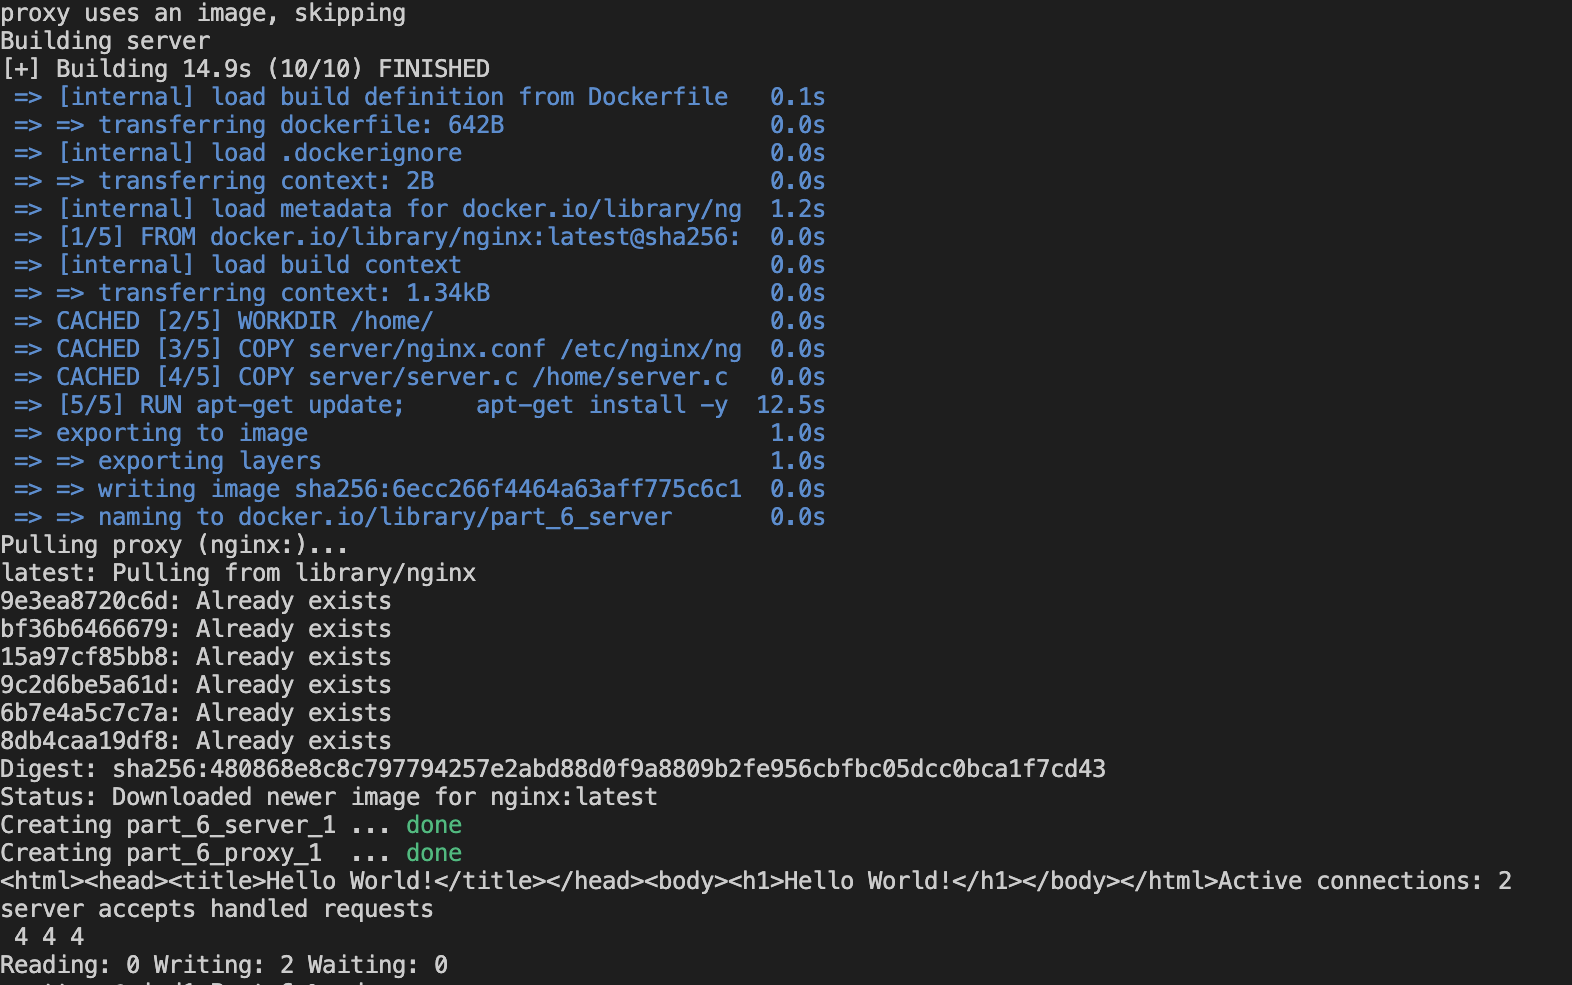 proxy uses an image, skipping
Building server
[+] Building 14.9s (10/10) FINISHED
=> [internal] load build definition from Dockerfile 0.1s
=> => transferring dockerfile: 642B 0.0s
=> [internal] load .dockerignore 0.0s
=> => transferring context: 2B 0.0s
=> [internal] load metadata for docker.io/library/ng 1.2s
=> [1/5] FROM docker.io/library/nginx:latest@sha256: 0.0s
=> [internal] load build context 0.0s
=> => transferring context: 1.34kB 0.0s
=> CACHED [2/5] WORKDIR /home/ 0.0s
=> CACHED [3/5] COPY server/nginx.conf /etc/nginx/ng 0.0s
=> CACHED [4/5] COPY server/server.c /home/server.c 0.0s
=> [5/5] RUN apt-get update;     apt-get install -y 12.5s
=> exporting to image 1.0s
=> => exporting layers 1.0s
=> => writing image sha256:6ecc266f4464a63aff775c6c1 0.0s
=> => naming to docker.io/library/part_6_server 0.0s
Pulling proxy (nginx:)...
latest: Pulling from library/nginx
9e3ea8720c6d: Already exists
bf36b6466679: Already exists
15a97cf85bb8: Already exists
9c2d6be5a61d: Already exists
6b7e4a5c7c7a: Already exists
8db4caa19df8: Already exists
Digest: sha256:480868e8c8c797794257e2abd88d0f9a8809b2fe956cbfbc05dcc0bca1f7cd43
Status: Downloaded newer image for nginx:latest
Creating part_6_server_1 ... done
Creating part_6_proxy_1  ... done
<html><head><title>Hello World!</title></head><body><h1>Hello World!</h1></body></html>Active connections: 2
server accepts handled requests
4 4 4
Reading: 0 Writing: 2 Waiting: 0